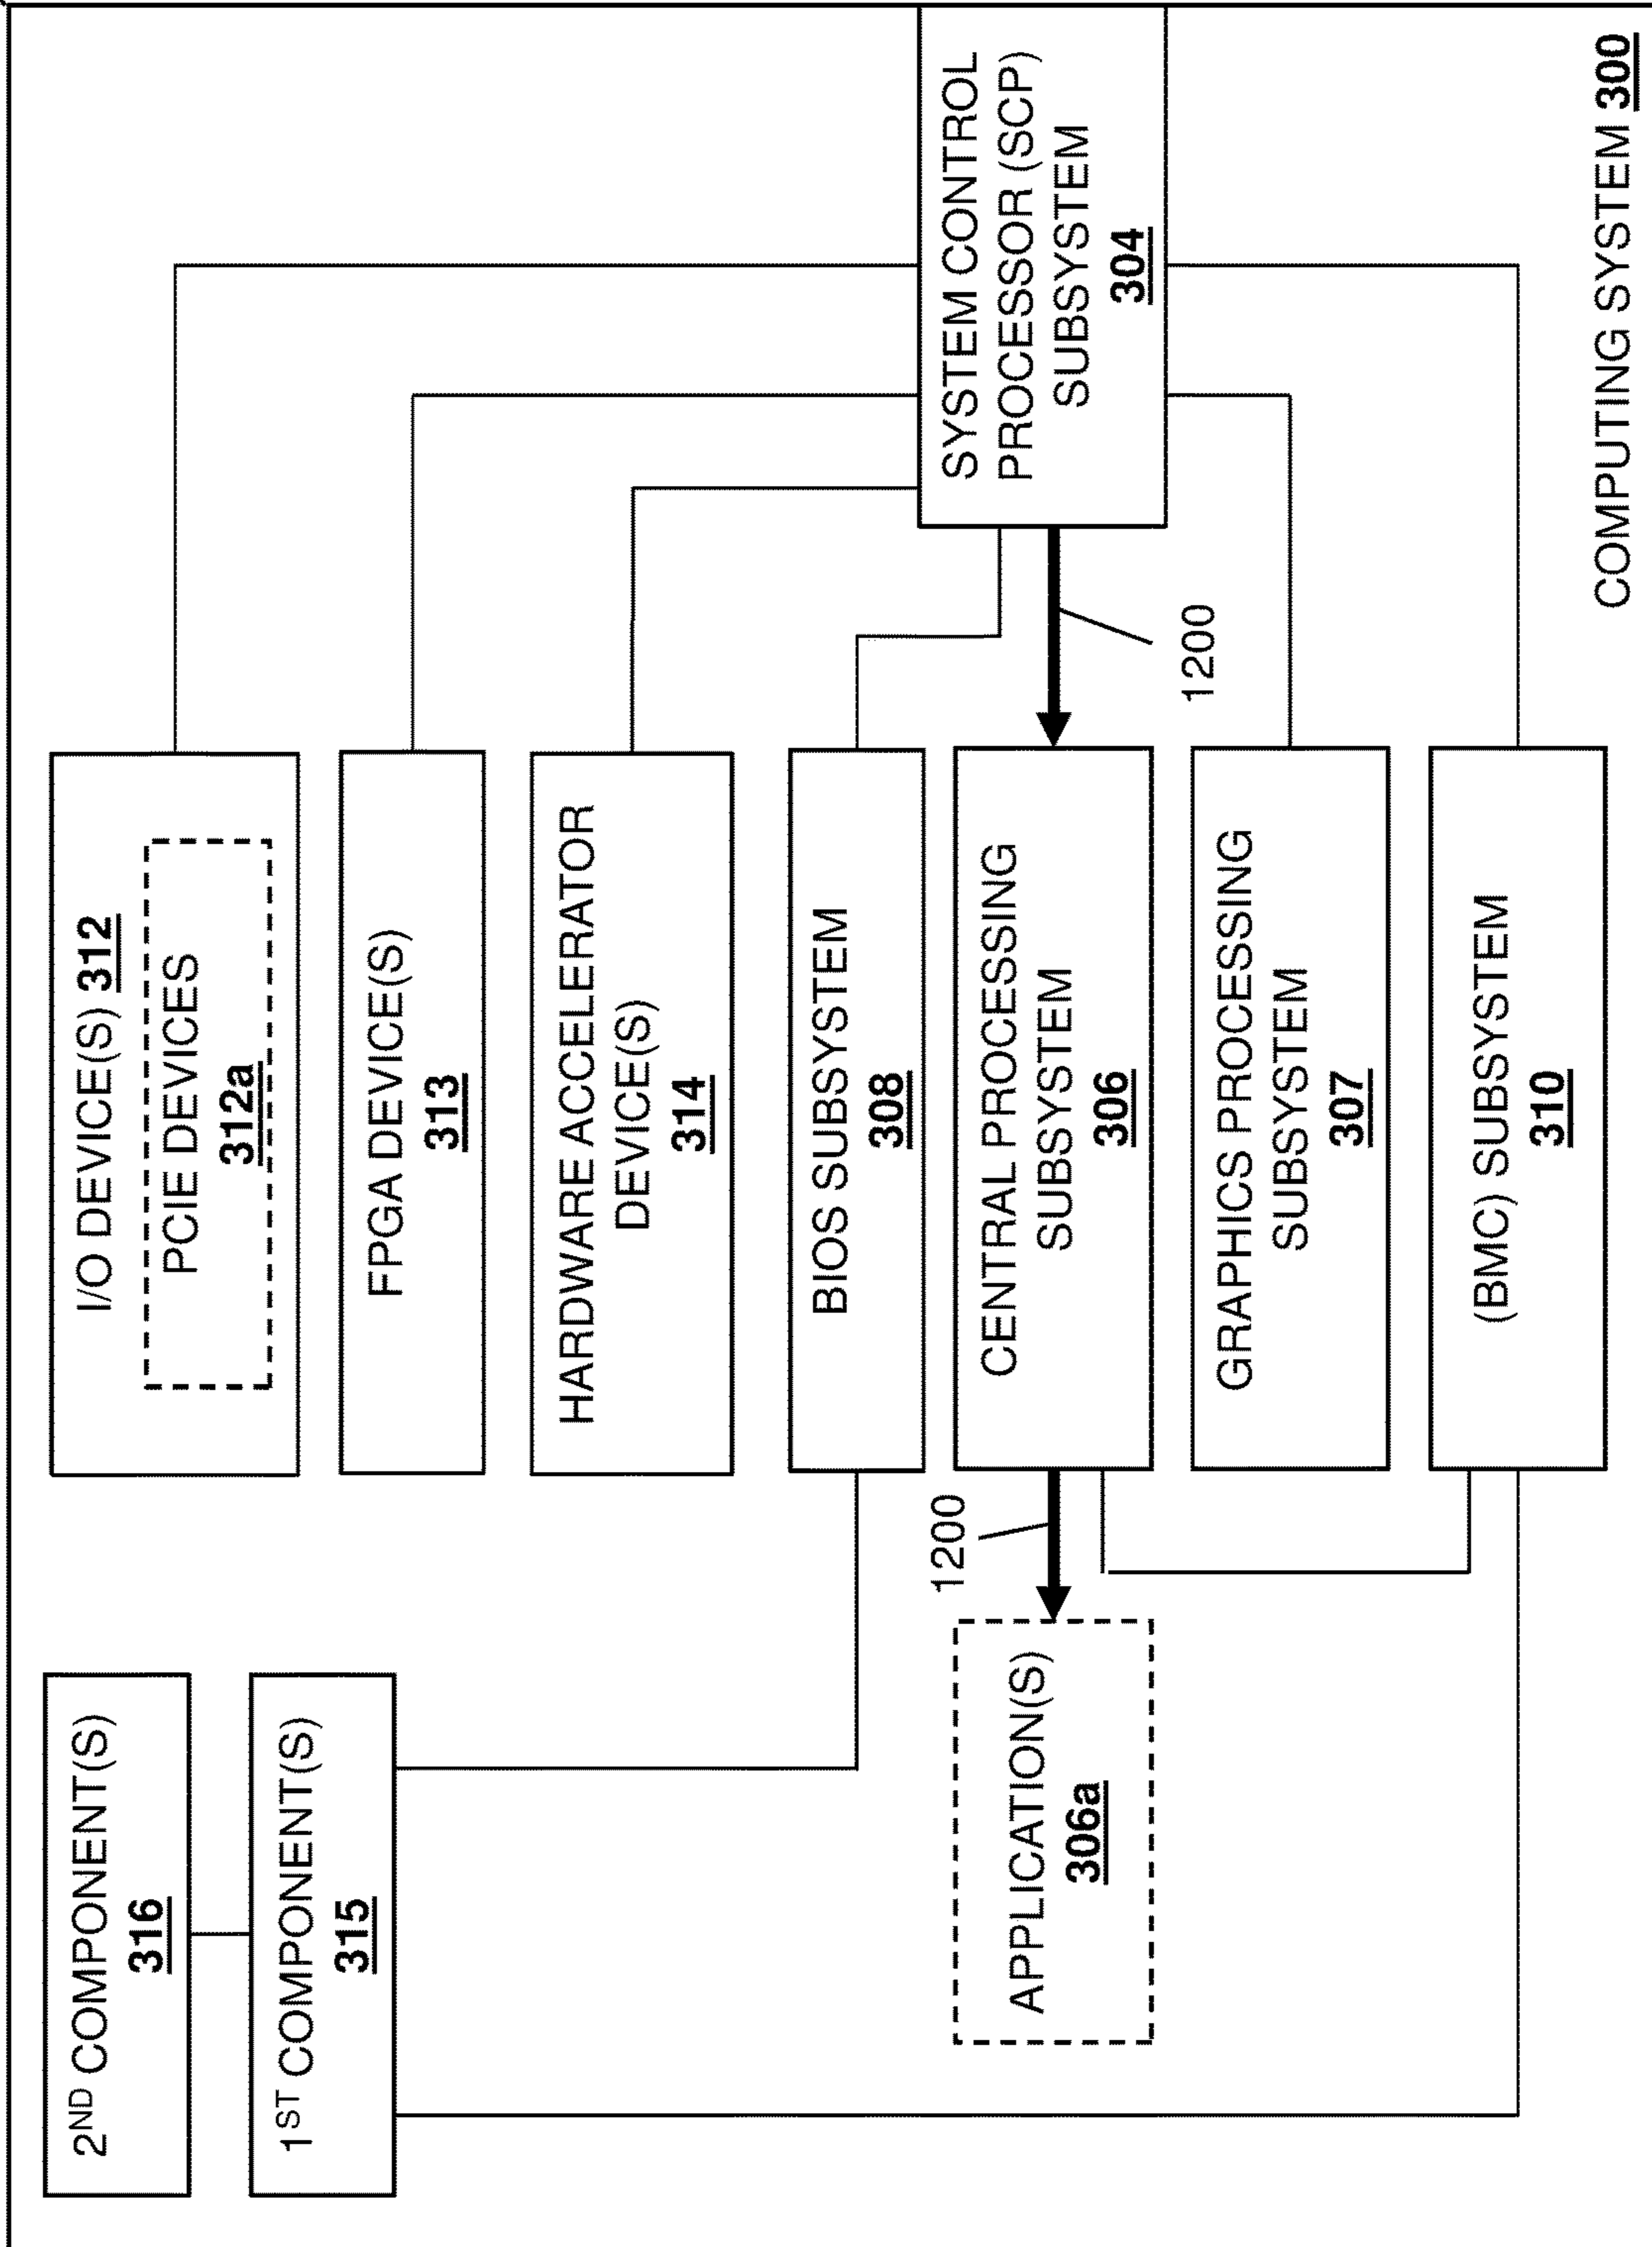 2ND COMPONENT(S)
316
1ST COMPONENT(S)
315
I/O DEVICE(S) 312
PCIE DEVICES
312a
FPGA DEVICE(S)
313
HARDWARE ACCELERATOR
DEVICE(S)
314
BIOS SUBSYSTEM
308
APPLICATION(S)
306a
1200
CENTRAL PROCESSING
SUBSYSTEM
306
1200
GRAPHICS PROCESSING
SUBSYSTEM
307
(BMC) SUBSYSTEM
310
SYSTEM CONTROL
PROCESSOR (SCP)
SUBSYSTEM
304
COMPUTING SYSTEM 300